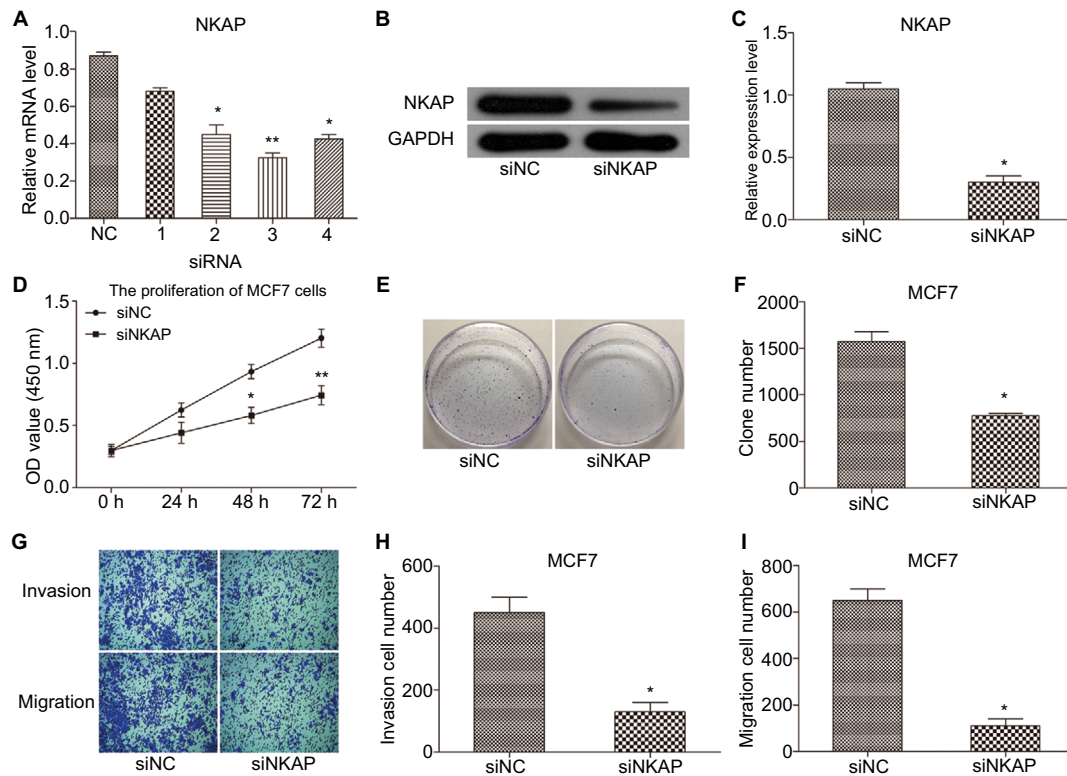 A
NKAP
Relative mRNA level
1.0
0.8
0.6
0.4
0.2
0.0
*
**
*
NC 1 2 3 4
siRNA
B
NKAP
GAPDH
siNC siNKAP
C
NKAP
Relative expresstion level
1.5
1.0
0.5
0.0
*
siNC siNKAP
D
The proliferation of MCF7 cells
siNC
siNKAP
OD value (450 nm)
1.5
1.0
0.5
0.0
*
**
0 h 24 h 48 h 72 h
E
siNC siNKAP
F
MCF7
Clone number
2000
1500
1000
500
0
*
siNC siNKAP
G
Invasion
Migration
siNC siNKAP
H
MCF7
Invasion cell number
600
400
200
0
*
siNC siNKAP
I
MCF7
Migration cell number
800
600
400
200
0
*
siNC siNKAP